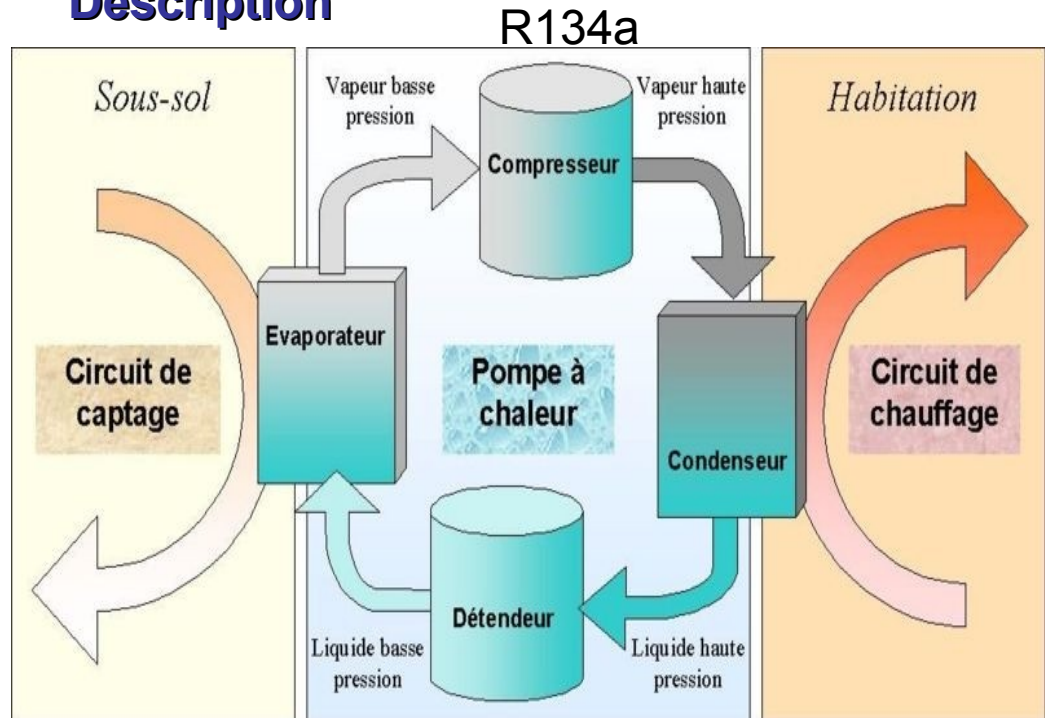 Description
R134a
Sous-sol
Vapeur basse
pression
Compresseur
Vapeur haute
pression
Habitation
Evaporateur
Circuit de
captage
Pompe à
chaleur
Condenseur
Circuit de
chauffage
Liquide basse
pression
Détendeur
Liquide haute
pression